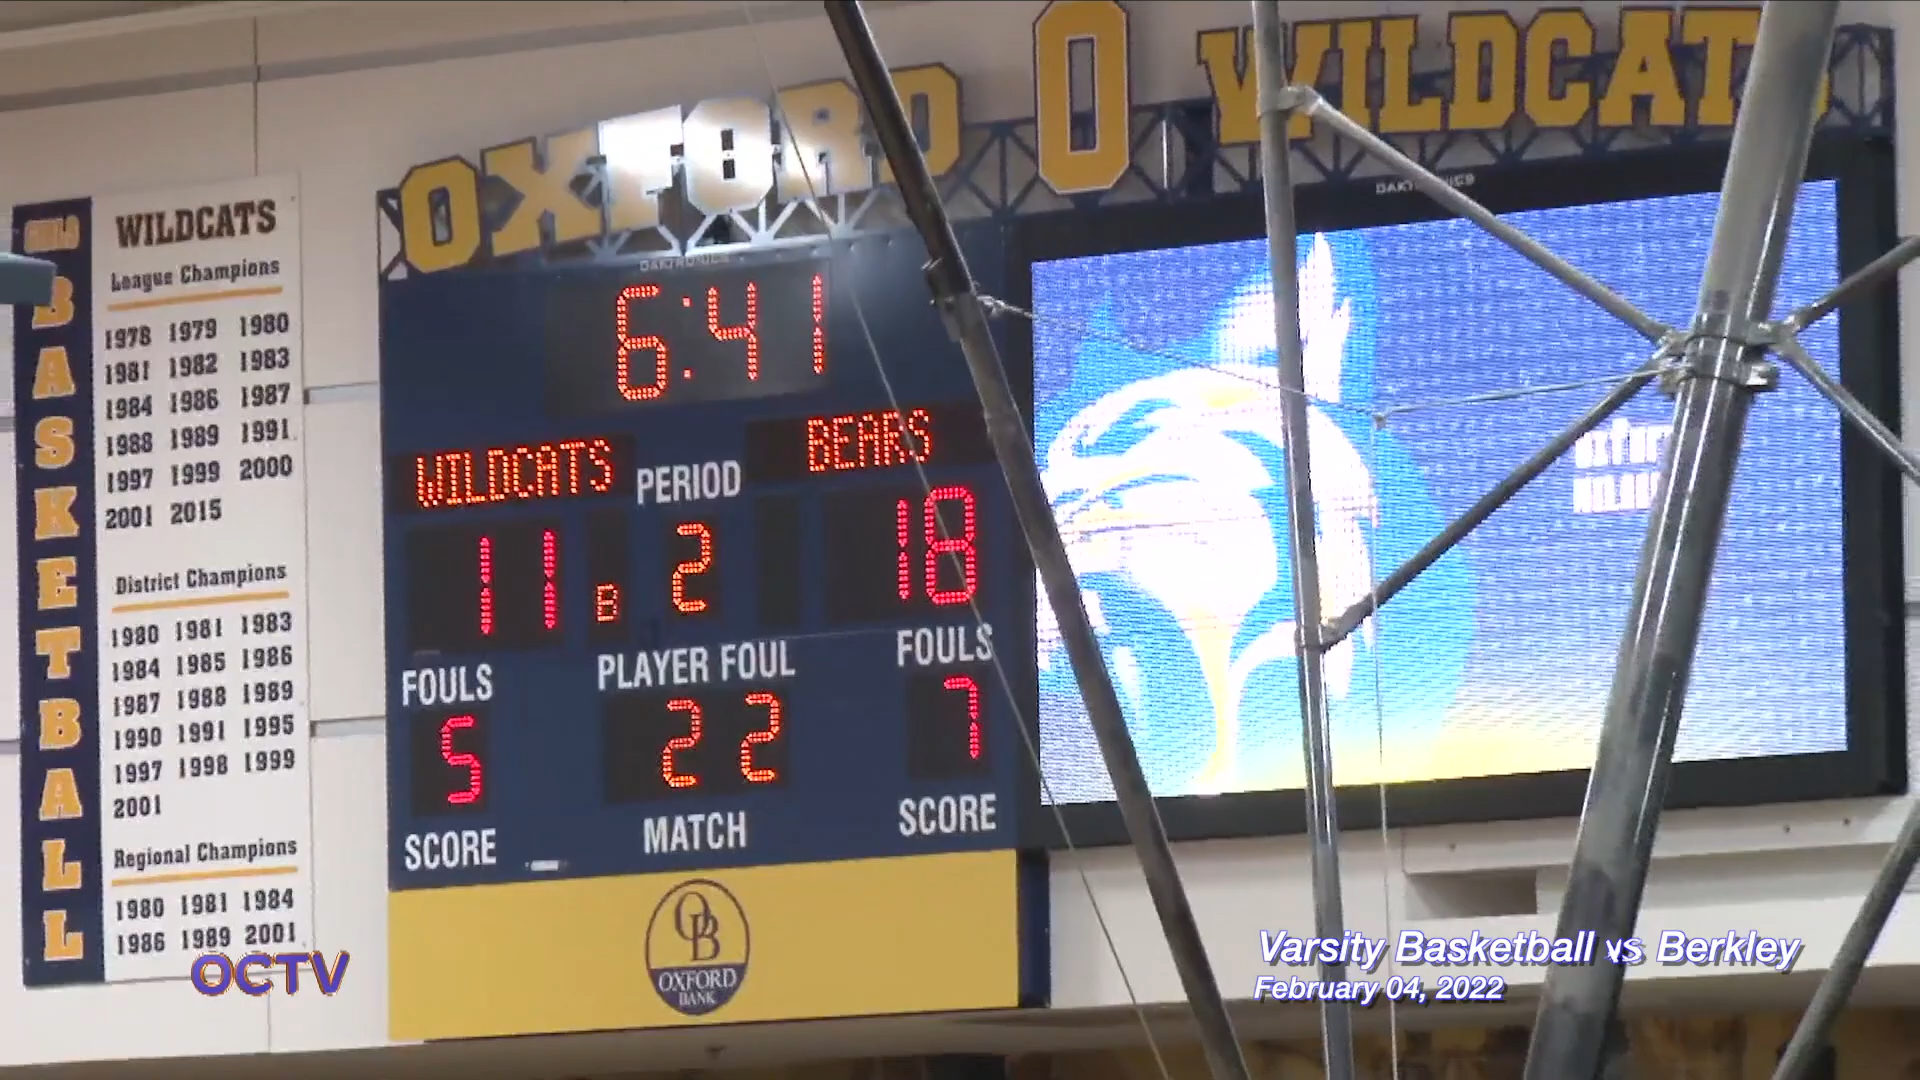 OXFORD O WILDCATS
DAKTRONICS
DAKTRONICS
6:41
WILDCATS
BEARS
PERIOD
11
B
2
18
FOULS
PLAYER FOUL
FOULS
5
22
7
SCORE
MATCH
SCORE
OB
OXFORD
BANK
GIRLS
BASKETBALL
WILDCATS
League Champions
1978 1979 1980
1981 1982 1983
1984 1986 1987
1988 1989 1991
1997 1999 2000
2001 2015
District Champions
1980 1981 1983
1984 1985 1986
1987 1988 1989
1990 1991 1995
1997 1998 1999
2001
Regional Champions
1980 1981 1984
1986 1989 2001
OCTV
Varsity Basketball vs Berkley
February 04, 2022